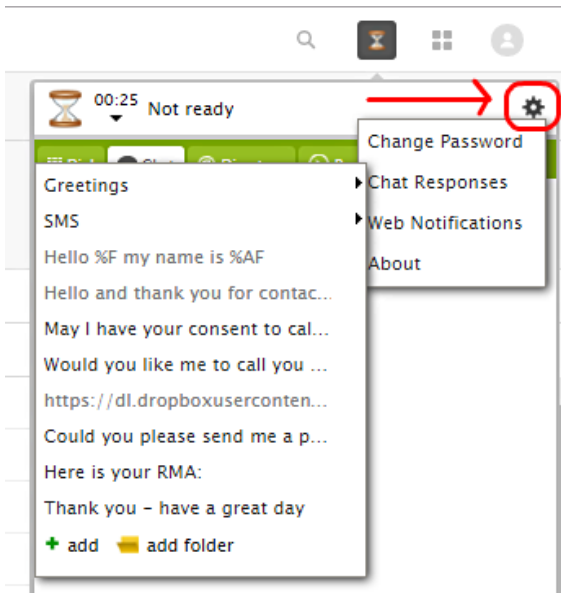 00:25 Not ready
Change Password
Chat Responses
Web Notifications
About
Greetings
SMS
Hello %F my name is %AF
Hello and thank you for contac...
May I have your consent to cal...
Would you like me to call you ...
https://dl.dropboxuserconten...
Could you please send me a p...
Here is your RMA:
Thank you – have a great day
add add folder